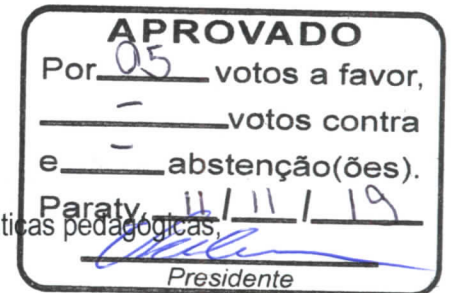 APROVADO
Por 05 votos a favor,
- votos contra
e - abstenção(ões).
Paraty, 11/11/19
ticas pedagógicas,
Presidente